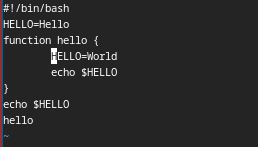 #!/bin/bash
HELLO=Hello
function hello {
        HELLO=World
        echo $HELLO
}
echo $HELLO
hello
~